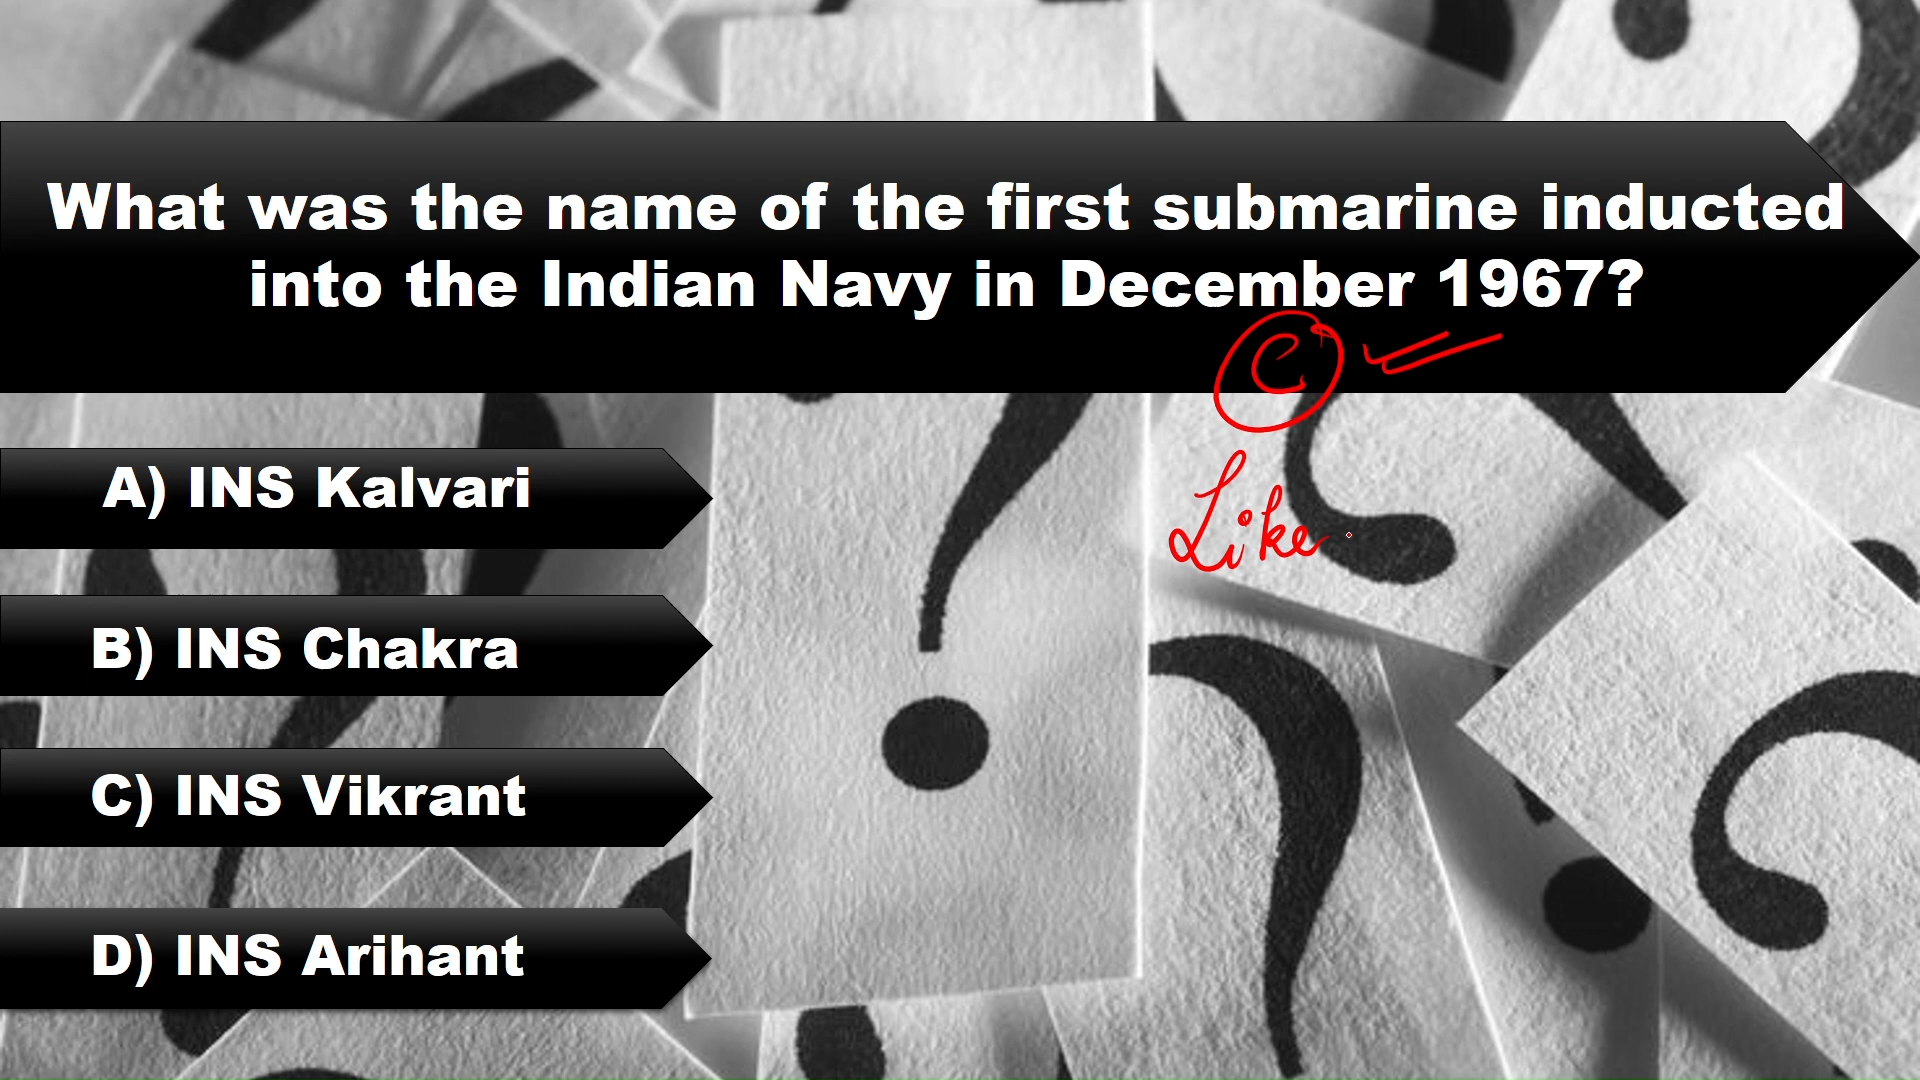 What was the name of the first submarine inducted
into the Indian Navy in December 1967?
C
Like
A) INS Kalvari
B) INS Chakra
C) INS Vikrant
D) INS Arihant